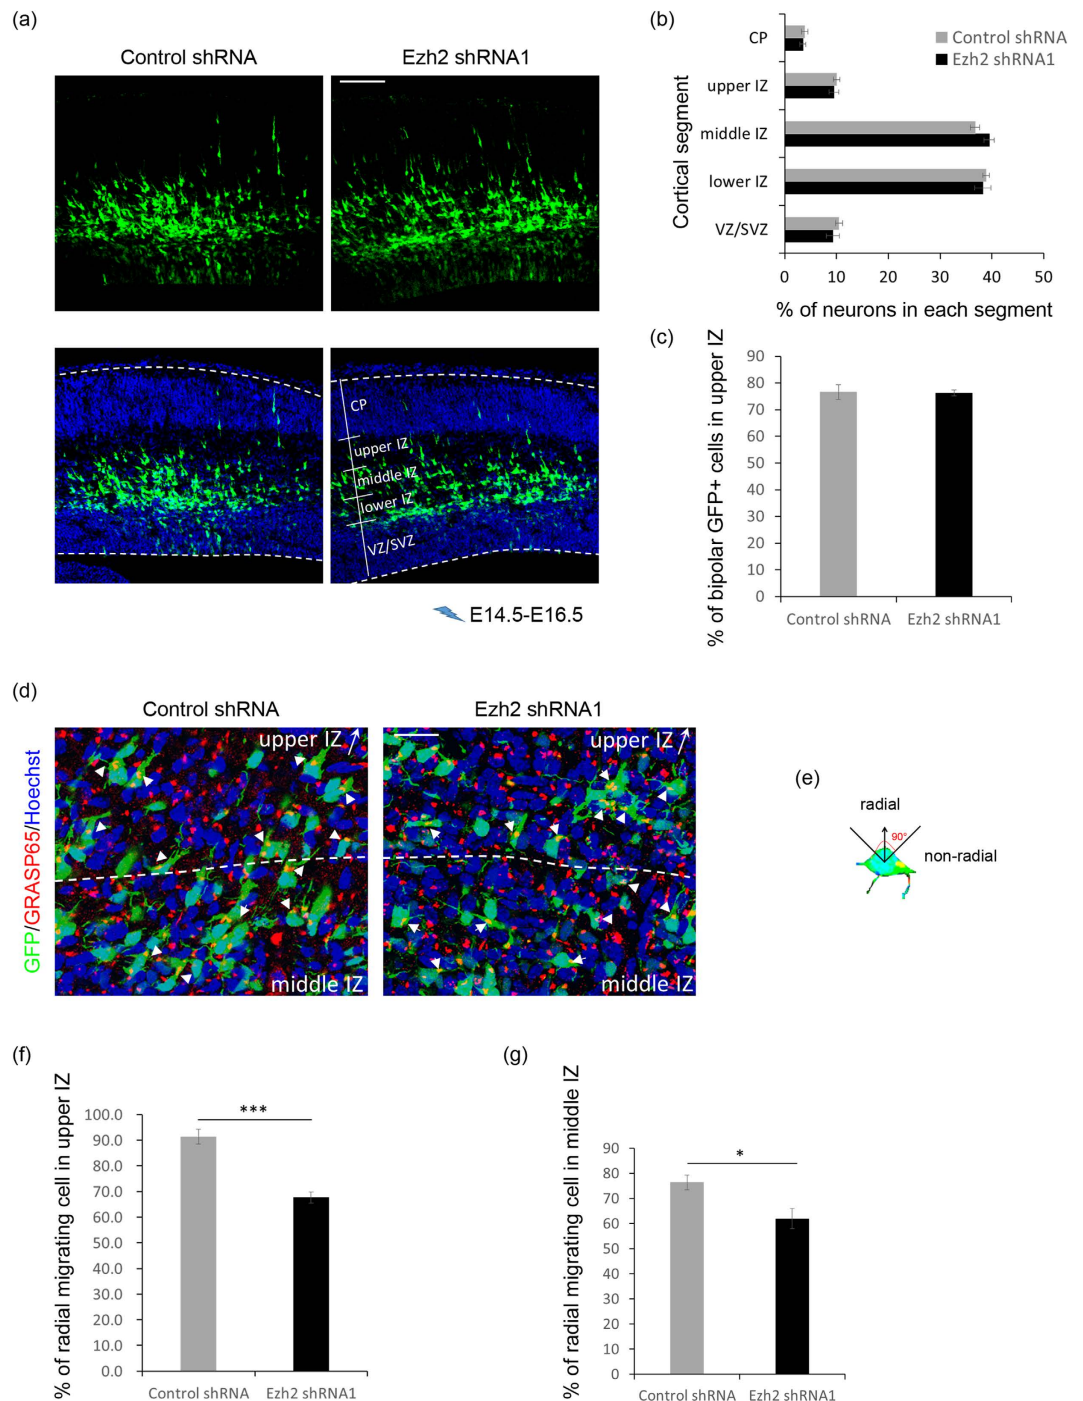 (a)
Control shRNA
Ezh2 shRNA1
CP
upper IZ
middle IZ
lower IZ
VZ/SVZ
E14.5-E16.5
(b)
Control shRNA
Ezh2 shRNA1
Cortical segment
CP
upper IZ
middle IZ
lower IZ
VZ/SVZ
0 10 20 30 40 50
% of neurons in each segment
(c)
% of bipolar GFP+ cells in upper IZ
90
80
70
60
50
40
30
20
10
0
Control shRNA Ezh2 shRNA1
(d)
Control shRNA
Ezh2 shRNA1
GFP/GRASP65/Hoechst
upper IZ
middle IZ
upper IZ
middle IZ
(e)
radial
90°
non-radial
(f)
% of radial migrating cell in upper IZ
100.0
90.0
80.0
70.0
60.0
50.0
40.0
30.0
20.0
10.0
0.0
***
Control shRNA Ezh2 shRNA1
(g)
% of radial migrating cell in middle IZ
90
80
70
60
50
40
30
20
10
0
*
Control shRNA Ezh2 shRNA1